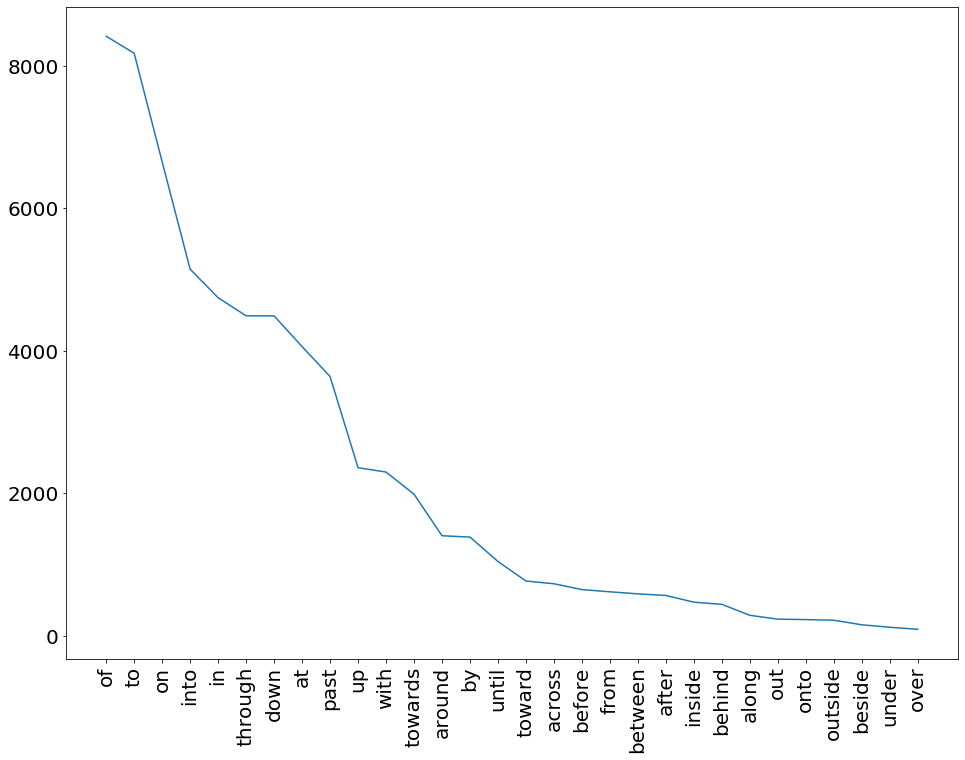 8000
6000
4000
2000
0
of
to
on
into
in
through
down
at
past
up
with
towards
around
by
until
toward
across
before
from
between
after
inside
behind
along
out
onto
outside
beside
under
over